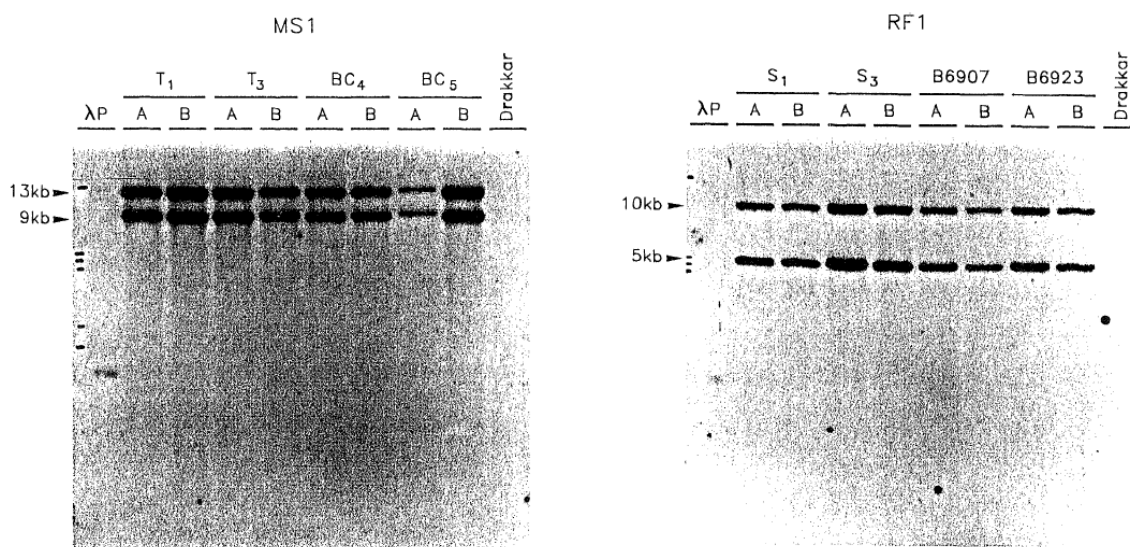 MS1
T1 T3 BC4 BC5 Drakkar
λP A B A B A B A B
13kb
9kb
RF1
S1 S3 B6907 B6923 Drakkar
λP A B A B A B A B
10kb
5kb